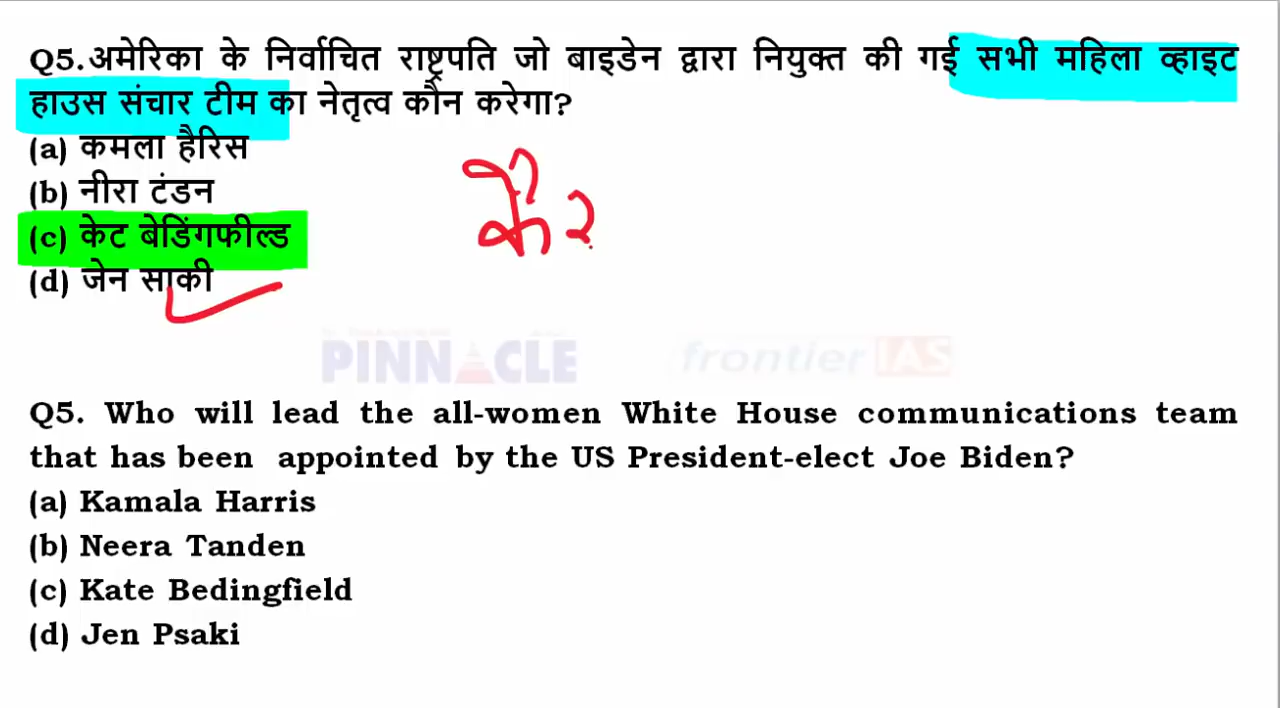 Q5.अमेरिका के निर्वाचित राष्ट्रपति जो बाइडेन द्वारा नियुक्त की गई सभी महिला व्हाइट
हाउस संचार टीम का नेतृत्व कौन करेगा?
(a) कमला हैरिस
(b) नीरा टंडन
(c) केट बेडिंगफील्ड
(d) जेन साकी
PINNACLE frontier IAS
Q5. Who will lead the all-women White House communications team
that has been appointed by the US President-elect Joe Biden?
(a) Kamala Harris
(b) Neera Tanden
(c) Kate Bedingfield
(d) Jen Psaki